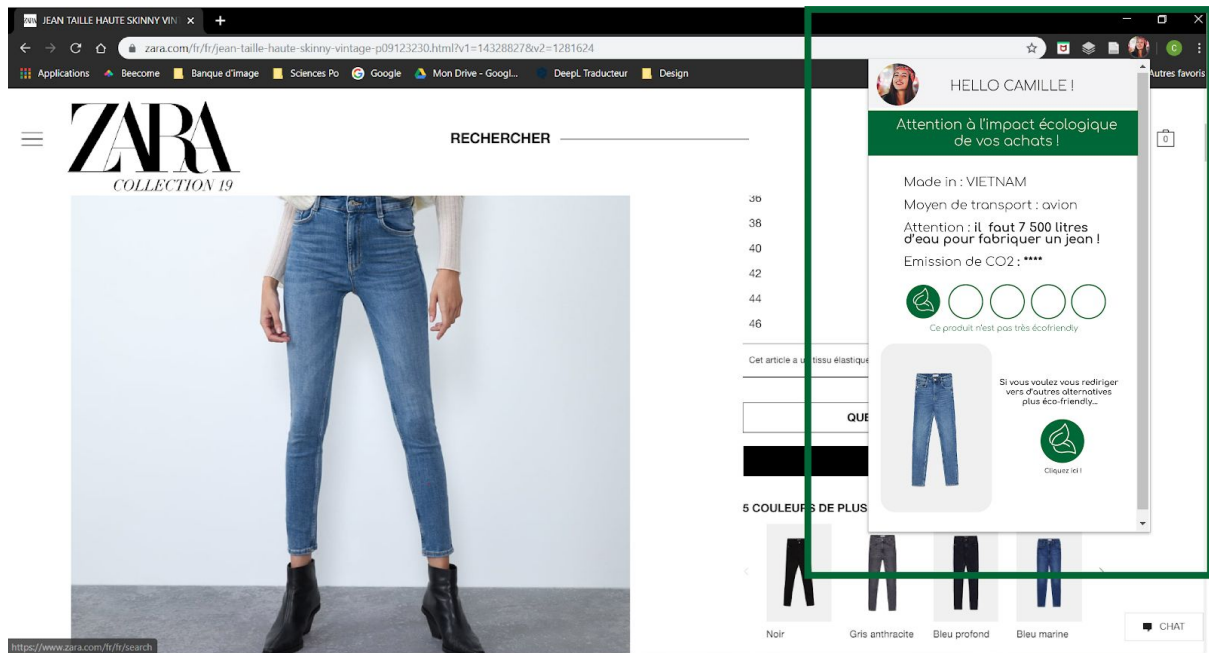 ZARA JEAN TAILLE HAUTE SKINNY VIN
zara.com/fr/fr/jean-taille-haute-skinny-vintage-p09123230.html?v1=14328827&v2=1281624
C
Applications Beecome Banque d'image Sciences Po Google Mon Drive - Googl... DeepL Traducteur Design Autres favoris
ZARA
COLLECTION 19
RECHERCHER
0
36
38
40
42
44
46
Cet article a un tissu élastique
QUE
5 COULEURS DE PLUS
Noir Gris anthracite Bleu profond Bleu marine
CHAT
HELLO CAMILLE !
Attention à l'impact écologique
de vos achats !
Made in : VIETNAM
Moyen de transport : avion
Attention : il faut 7 500 litres
d'eau pour fabriquer un jean !
Emission de CO2 : ****
Ce produit n'est pas très écofriendly
Si vous voulez vous rediriger
vers d'autres alternatives
plus éco-friendly...
Cliquez ici !
https://www.zara.com/fr/fr/search